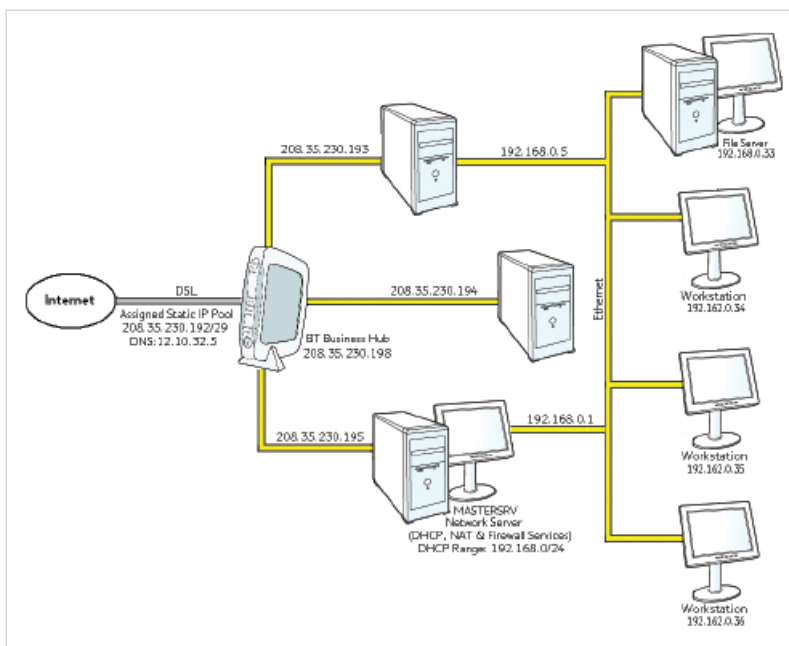 208.35.230.193
192.168.0.5
File Server
192.168.0.33
Internet
DSL
Assigned Static IP Pool
208.35.230.192/29
DNS:12.10.32.5
BT Business Hub
208.35.230.198
208.35.230.194
Ethernet
Workstation
192.162.0.34
208.35.230.195
192.168.0.1
MASTERSRV
Network Server
(DHCP, NAT & Firewall Services)
DHCP Range: 192.168.0/24
Workstation
192.162.0.35
Workstation
192.162.0.36